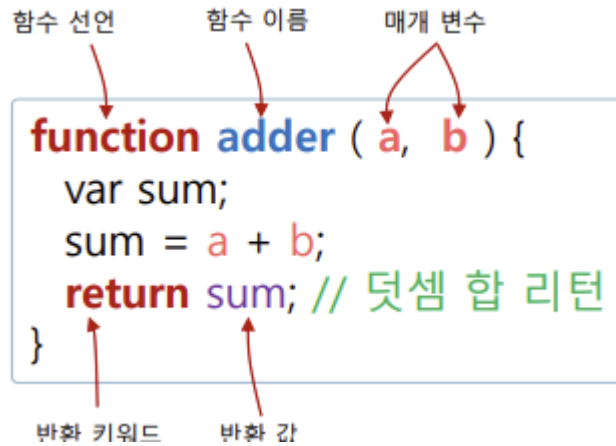 함수 선언 함수 이름 매개 변수
function adder ( a, b ) {
var sum;
sum = a + b;
return sum; // 덧셈 합 리턴
}
반환 키워드 반환 값